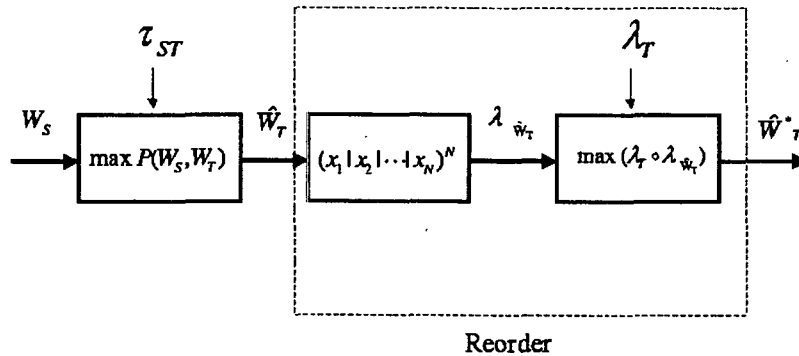 τ_ST
λ_T
W_S
max P(W_S,W_T)
Ŵ_T
(x_1|x_2|⋯|x_N)^N
λ_Ŵ_T
max (λ_T∘λ_Ŵ_T)
Ŵ*_T
Reorder